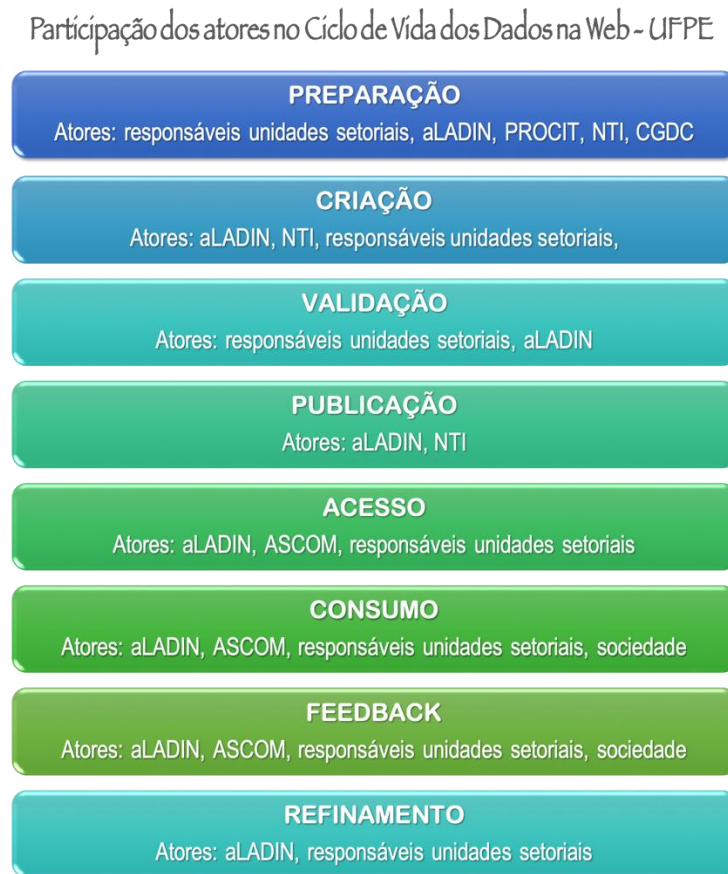 Participação dos atores no Ciclo de Vida dos Dados na Web - UFPE
PREPARAÇÃO
Atores: responsáveis unidades setoriais, aLADIN, PROCIT, NTI, CGDC
CRIAÇÃO
Atores: aLADIN, NTI, responsáveis unidades setoriais,
VALIDAÇÃO
Atores: responsáveis unidades setoriais, aLADIN
PUBLICAÇÃO
Atores: aLADIN, NTI
ACESSO
Atores: aLADIN, ASCOM, responsáveis unidades setoriais
CONSUMO
Atores: aLADIN, ASCOM, responsáveis unidades setoriais, sociedade
FEEDBACK
Atores: aLADIN, ASCOM, responsáveis unidades setoriais, sociedade
REFINAMENTO
Atores: aLADIN, responsáveis unidades setoriais